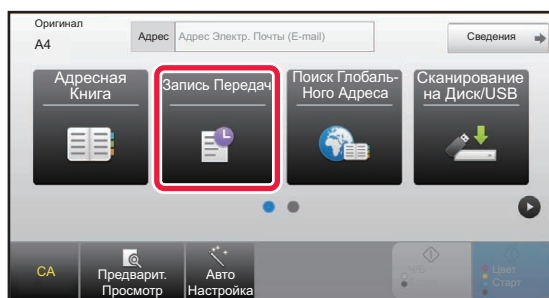 Оригинал
A4
Адрес
Адрес Электр. Почты (E-mail)
Сведения
Адресная
Книга
Запись Передач
Поиск Глобаль-
Ного Адреса
Сканирование
на Диск/USB
CA
Предварит.
Просмотр
Авто
Настройка
Ч/Б
Старт
Цвет
Старт